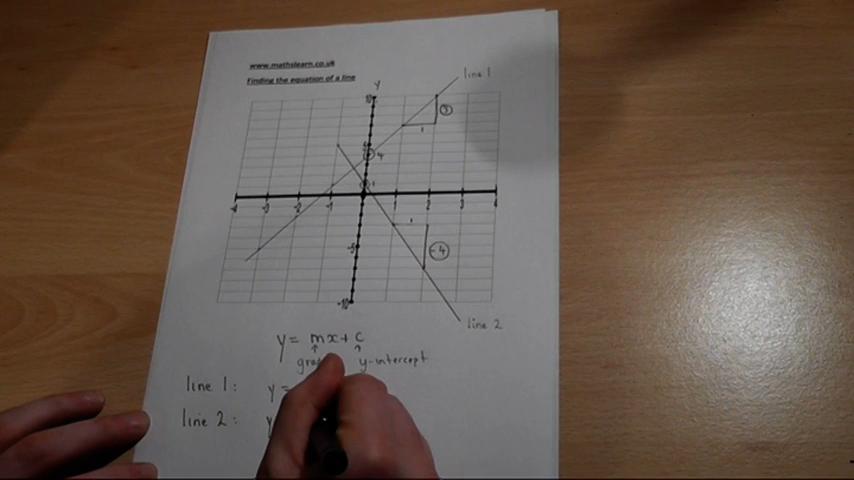 www.mathslearn.co.uk
Finding the equation of a line
line 1
y
10
3
1
5
4
1
-4 -3 -2 -1 1 2 3 4
1
-5
-4
-10
line 2
y = mx + c
y-intercept
line 1: y =
line 2: y